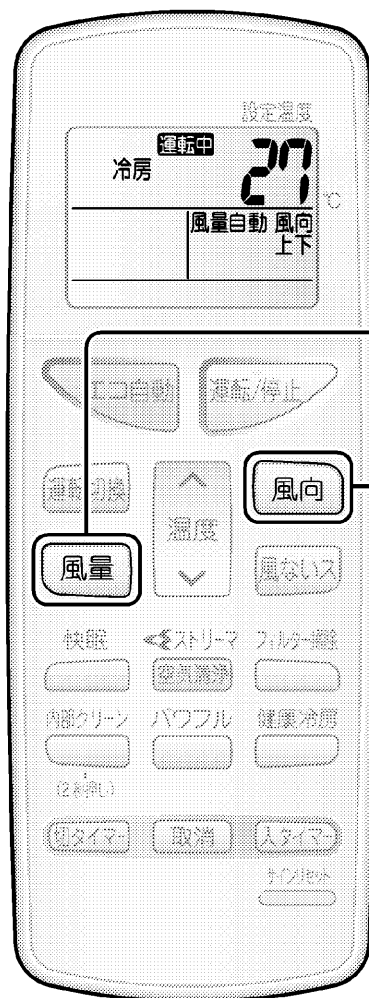 設定温度
運転中
冷房 27 ℃
風量自動 風向
上下
エコ自動 運転/停止
運転切換 温度 風向
風量 風ないス
快眠 ストリーマ フィルター掃除
空気清浄
内部クリーン パワフル 健康冷房
(2秒押し)
切タイマー 取消 入タイマー
サインリセット